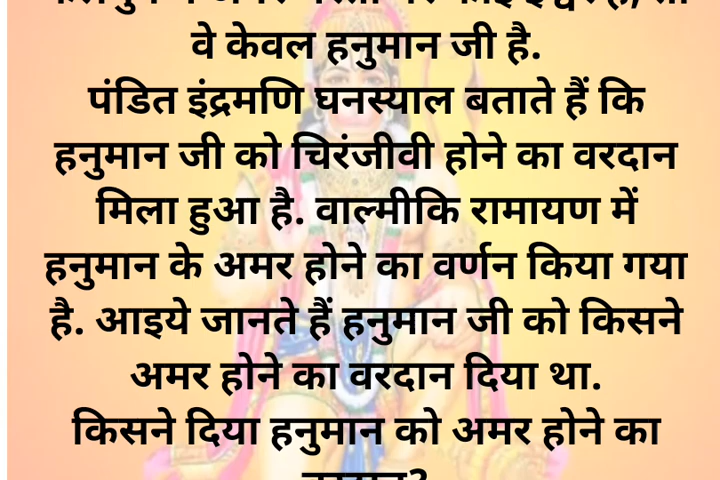 वे केवल हनुमान जी है.
पंडित इंद्रमणि घनस्याल बताते हैं कि
हनुमान जी को चिरंजीवी होने का वरदान
मिला हुआ है. वाल्मीकि रामायण में
हनुमान के अमर होने का वर्णन किया गया
है. आइये जानते हैं हनुमान जी को किसने
अमर होने का वरदान दिया था.
किसने दिया हनुमान को अमर होने का